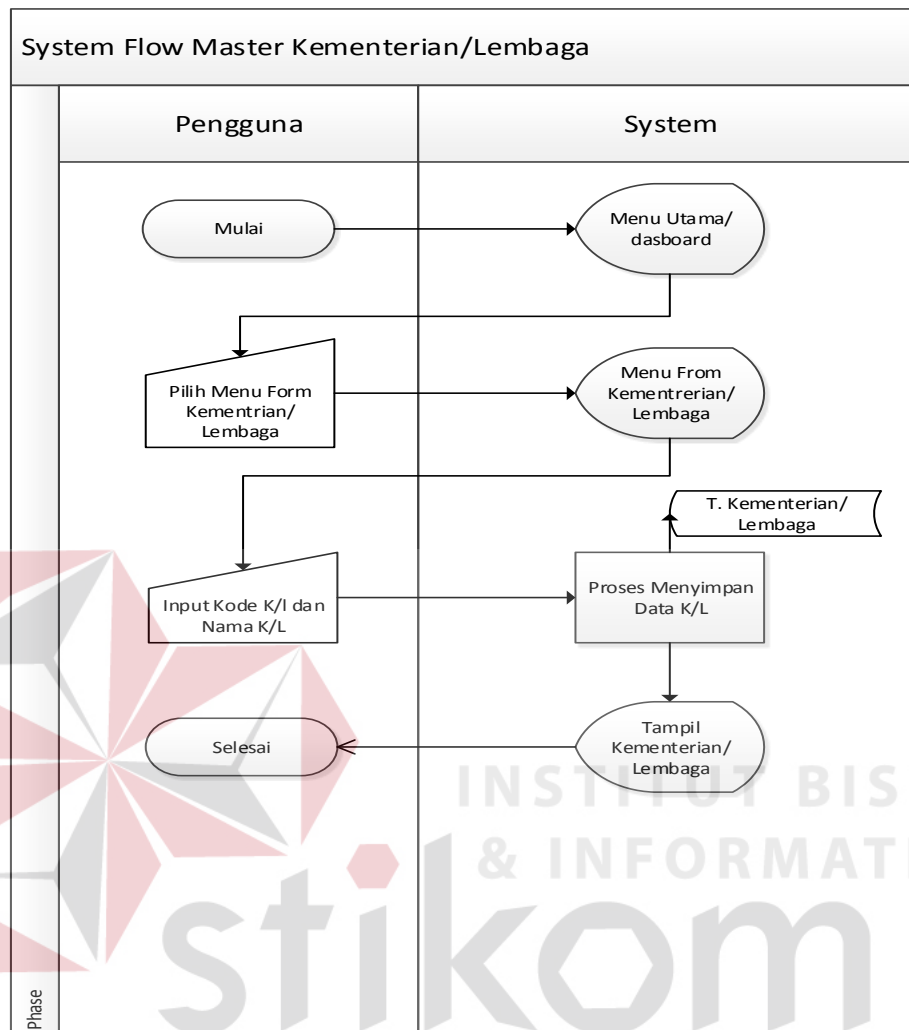 System Flow Master Kementerian/Lembaga
Pengguna
System
Mulai
Menu Utama/
dasboard
Pilih Menu Form
Kementrian/
Lembaga
Menu From
Kementrerian/
Lembaga
T. Kementerian/
Lembaga
Input Kode K/l dan
Nama K/L
Proses Menyimpan
Data K/L
Selesai
Tampil
Kementerian/
Lembaga
INSTITUT BIS
& INFORMATI
stikom
Phase